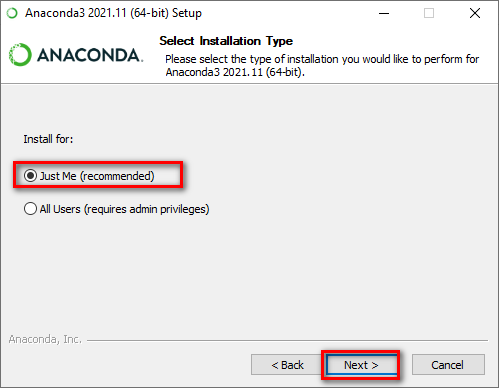 Anaconda3 2021.11 (64-bit) Setup
ANACONDA.
Select Installation Type
Please select the type of installation you would like to perform for
Anaconda3 2021.11 (64-bit).
Install for:
Just Me (recommended)
All Users (requires admin privileges)
Anaconda, Inc.
< Back Next > Cancel